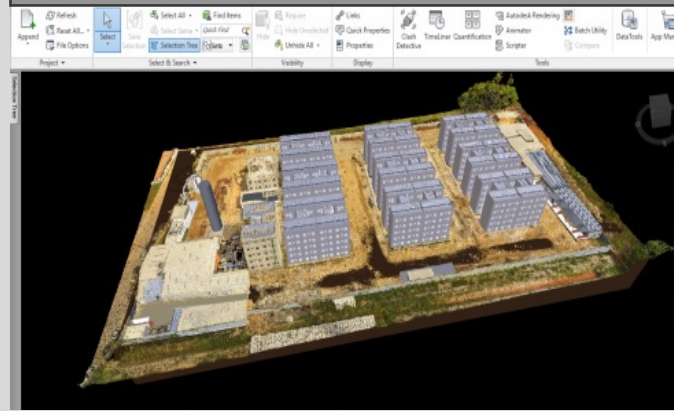 Append
Refresh
Reset All...
File Options
Project
Select
Save Selection
Select All
Select Same
Selection Tree
Find Items
Quick Find
Sets
Select & Search
Hide
Require
Hide Unselected
Unhide All
Visibility
Links
Quick Properties
Properties
Display
Clash Detective
TimeLiner
Quantification
Autodesk Rendering
Animator
Scripter
Batch Utility
Compare
Tools
DataTools
App Man
Selection Tree